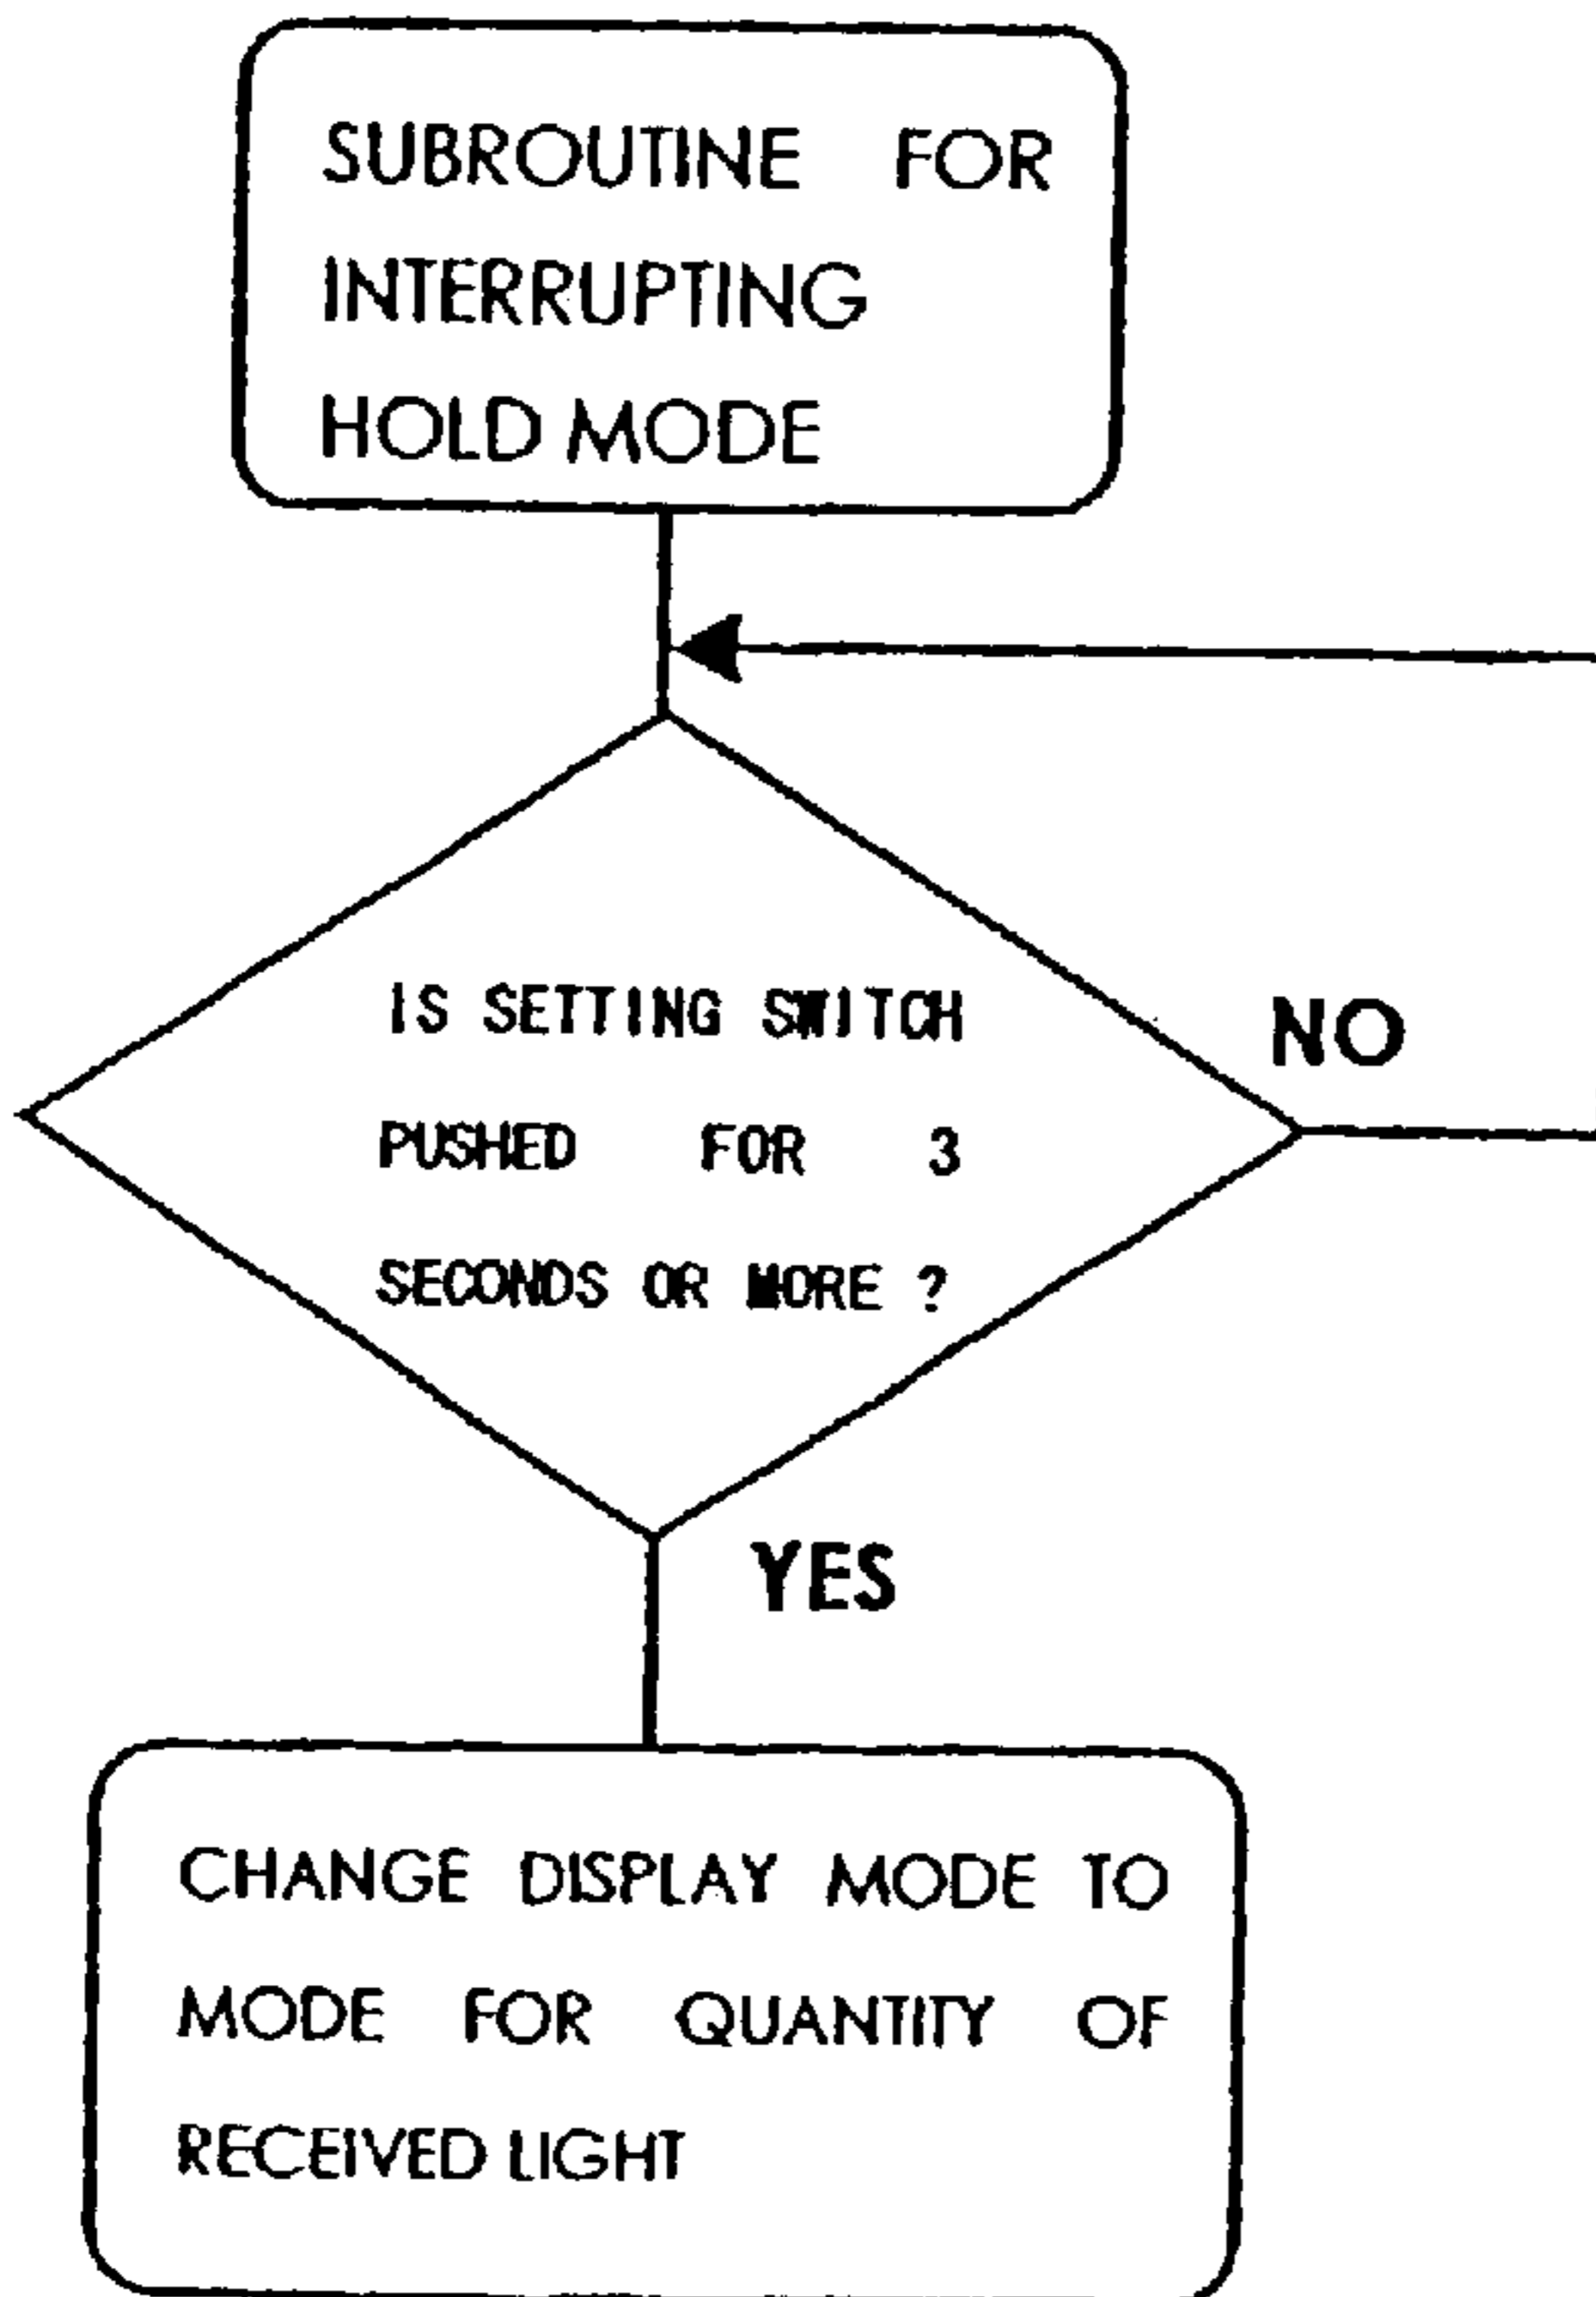 SUBROUTINE FOR
INTERRUPTING
HOLD MODE
IS SETTING SWITCH
PUSHED FOR 3
SECONDS OR MORE ?
NO
YES
CHANGE DISPLAY MODE TO
MODE FOR QUANTITY OF
RECEIVED LIGHT